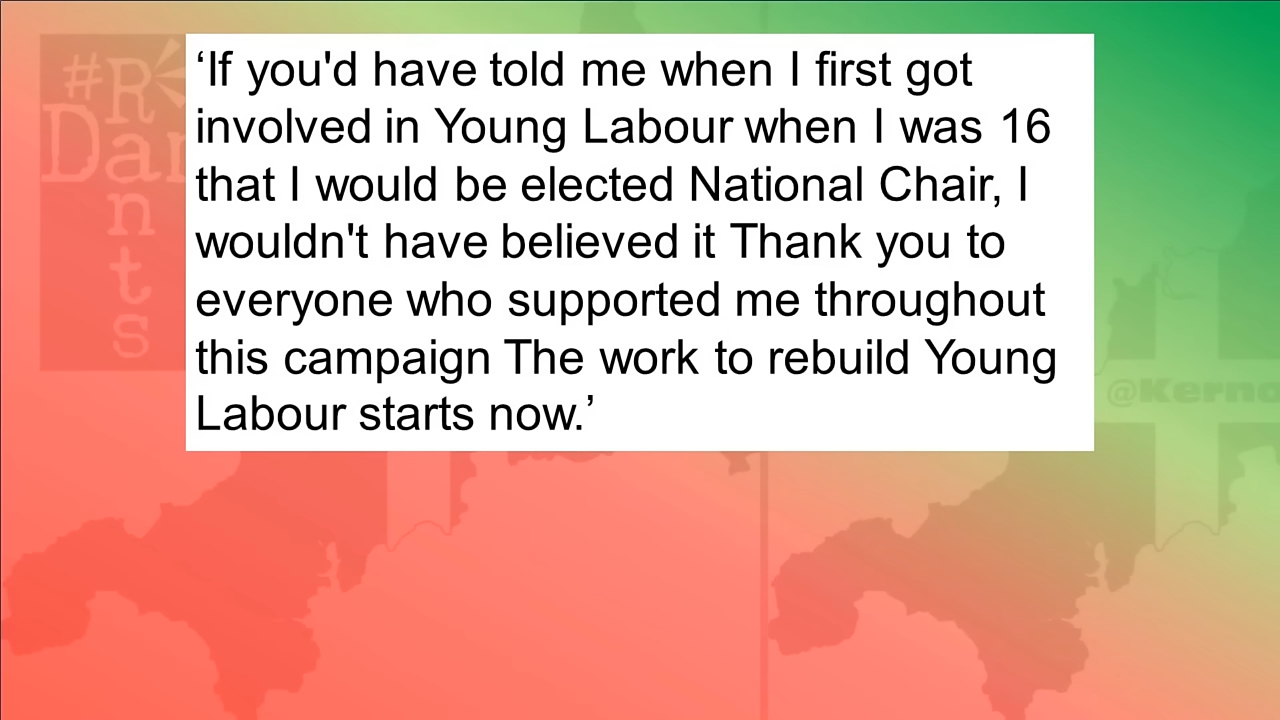 ‘If you'd have told me when I first got
involved in Young Labour when I was 16
that I would be elected National Chair, I
wouldn't have believed it Thank you to
everyone who supported me throughout
this campaign The work to rebuild Young
Labour starts now.’
#R
Dan
n
t
s
@Kerno